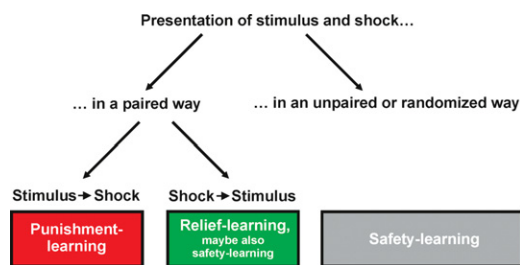 Presentation of stimulus and shock...
... in a paired way
... in an unpaired or randomized way
Stimulus→Shock
Shock→Stimulus
Punishment-
learning
Relief-learning,
maybe also
safety-learning
Safety-learning